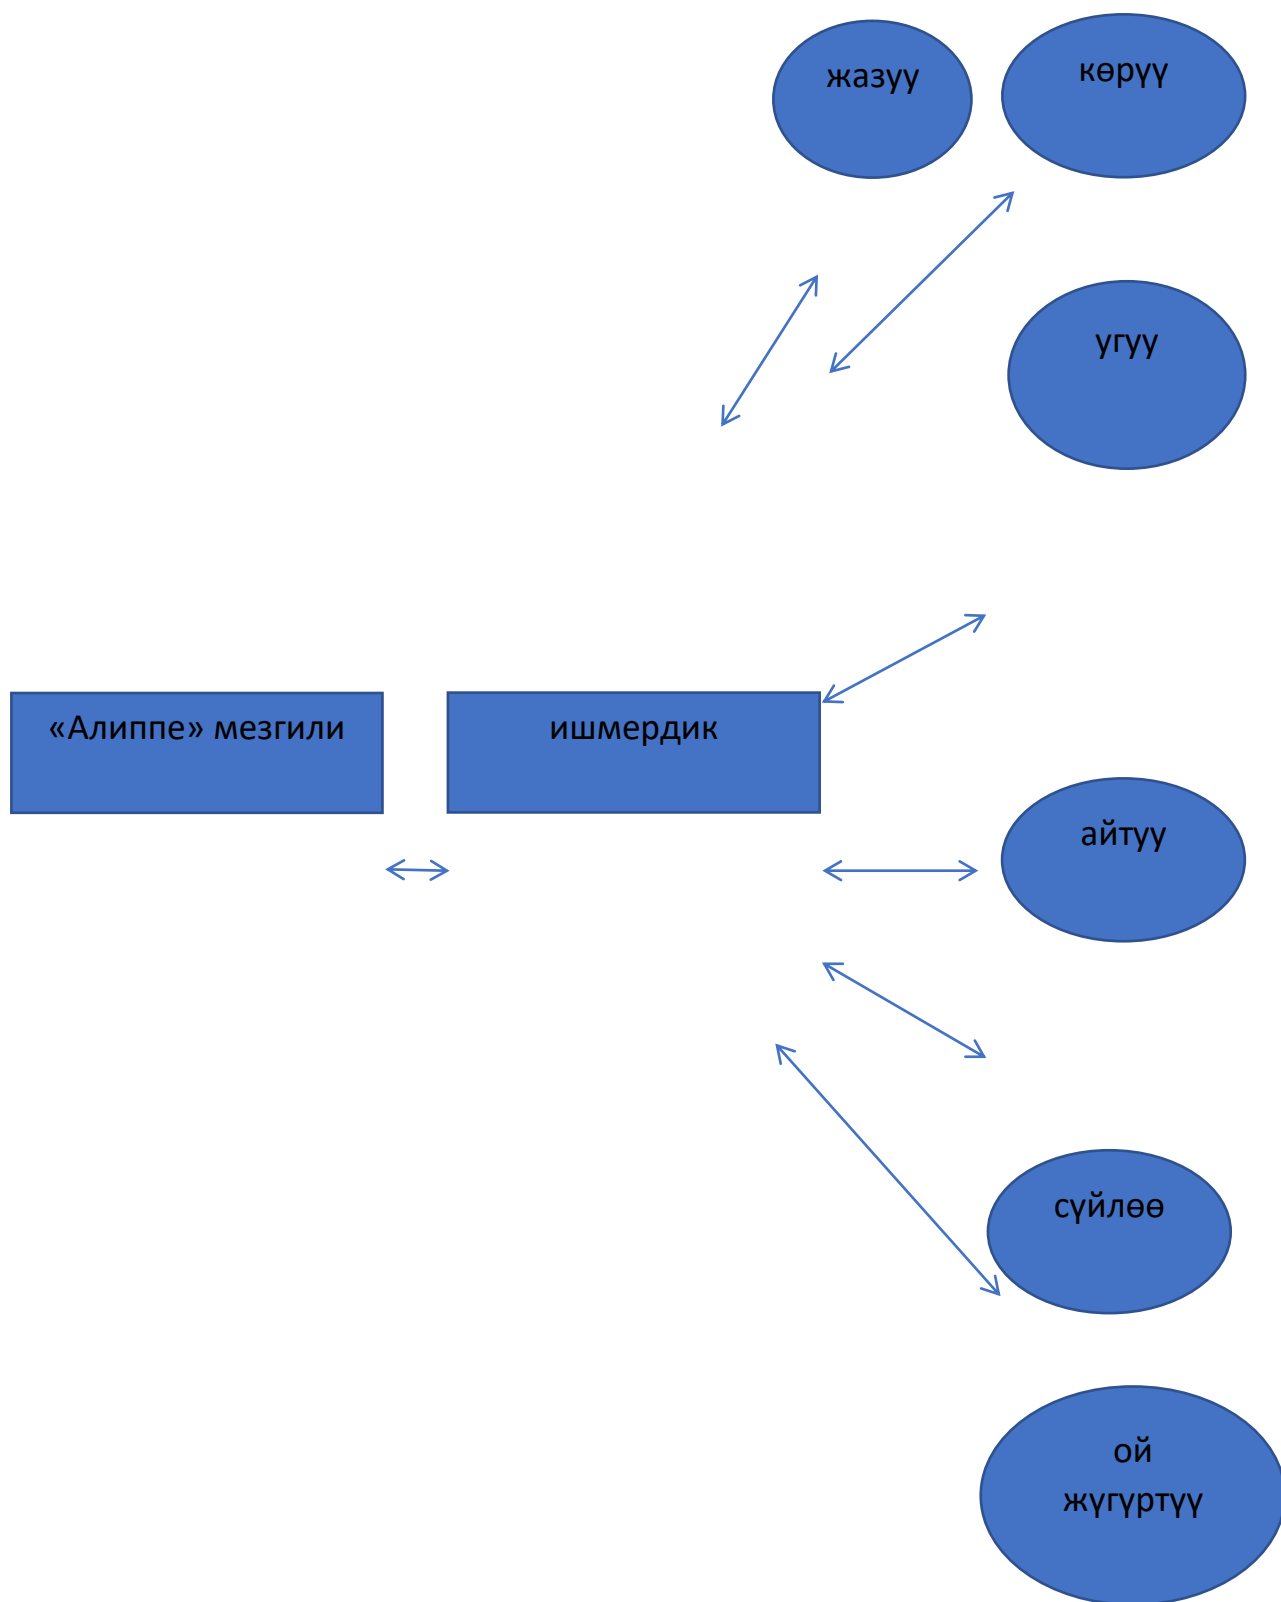 жазуу
көрүү
угуу
«Алиппе» мезгили
ишмердик
айтуу
сүйлөө
ой
жүгүртүү